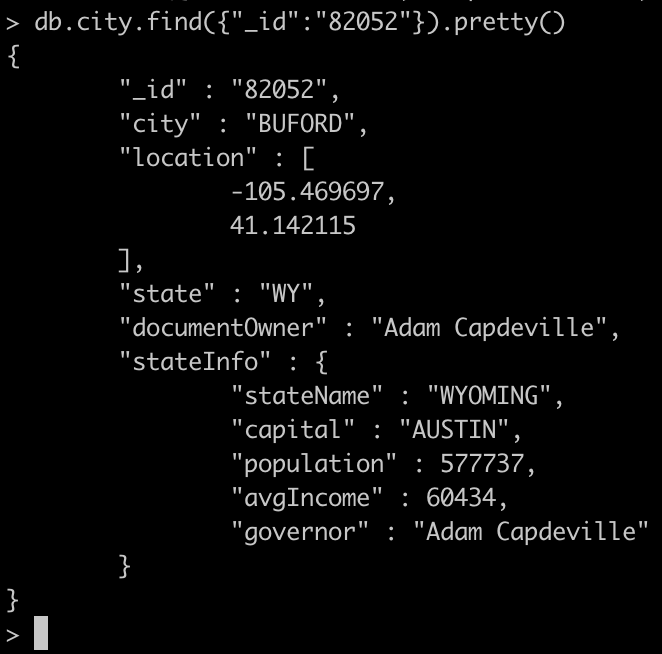 > db.city.find({"_id":"82052"}).pretty()
{
        "_id" : "82052",
        "city" : "BUFORD",
        "location" : [
                -105.469697,
                41.142115
        ],
        "state" : "WY",
        "documentOwner" : "Adam Capdeville",
        "stateInfo" : {
                "stateName" : "WYOMING",
                "capital" : "AUSTIN",
                "population" : 577737,
                "avgIncome" : 60434,
                "governor" : "Adam Capdeville"
        }
}
>